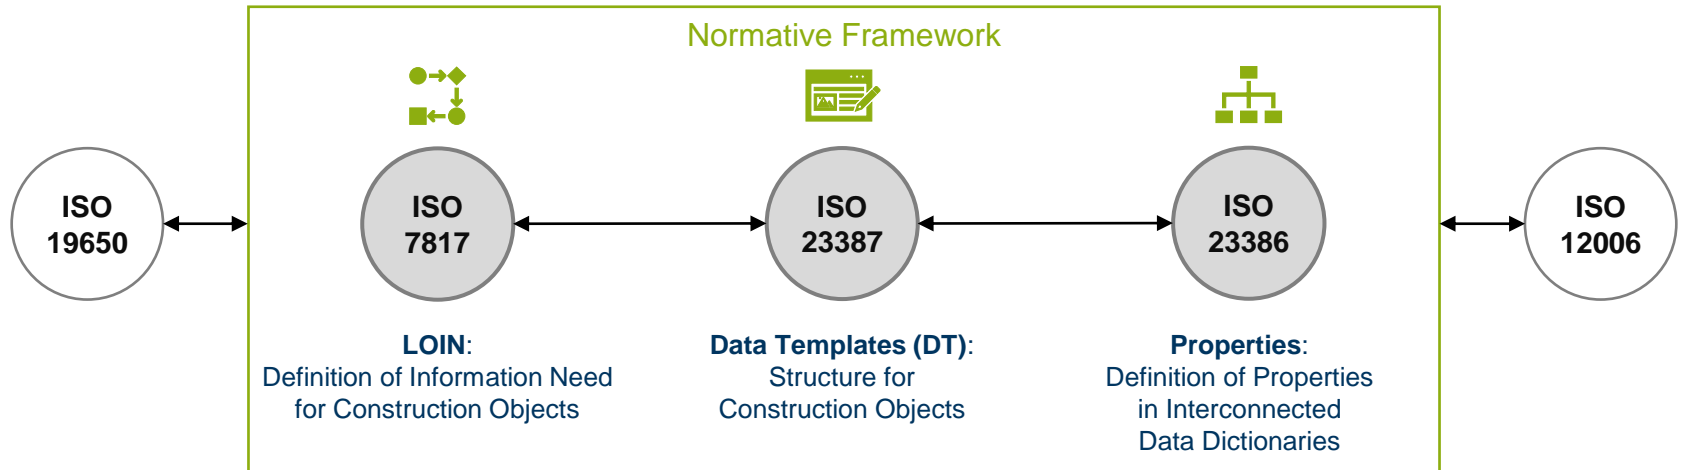 Normative Framework
ISO
19650
ISO
7817
ISO
23387
ISO
23386
ISO
12006
LOIN:
Definition of Information Need
for Construction Objects
Data Templates (DT):
Structure for
Construction Objects
Properties:
Definition of Properties
in Interconnected
Data Dictionaries